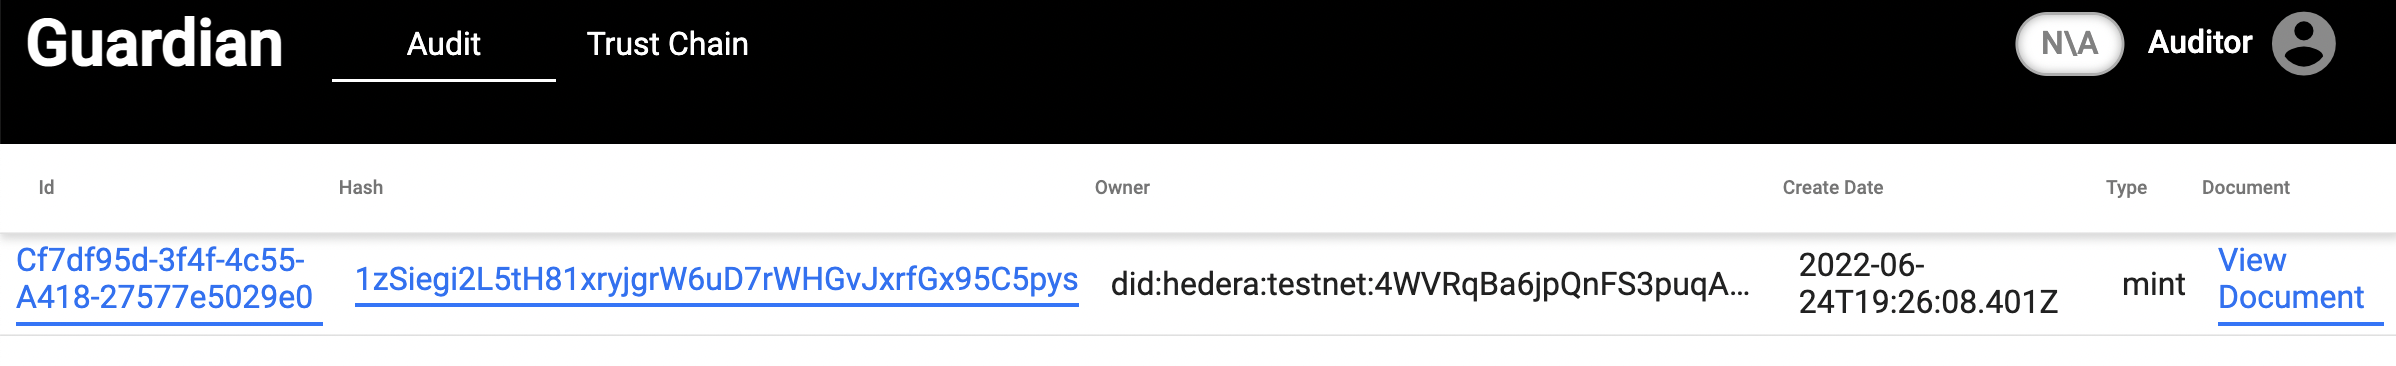 Guardian Audit Trust Chain N\A Auditor
Id Hash Owner Create Date Type Document
Cf7df95d-3f4f-4c55-
A418-27577e5029e0
1zSiegi2L5tH81xryjgrW6uD7rWHGvJxrfGx95C5pys
did:hedera:testnet:4WVRqBa6jpQnFS3puqA...
2022-06-
24T19:26:08.401Z
mint
View
Document